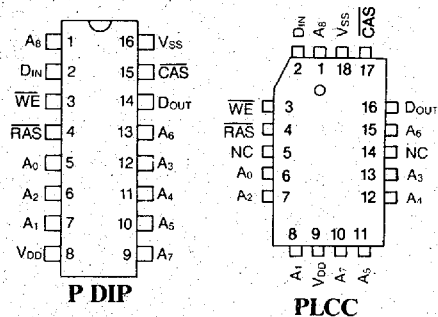 A8 1 16 VSS
DIN 2 15 CAS
WE 3 14 DOUT
RAS 4 13 A6
A0 5 12 A3
A2 6 11 A4
A1 7 10 A5
VDD 8 9 A7
P DIP
DIN A8 VSS CAS
2 1 18 17
WE 3 16 DOUT
RAS 4 15 A6
NC 5 14 NC
A0 6 13 A3
A2 7 12 A4
8 9 10 11
A1 VDD A7 A5
PLCC